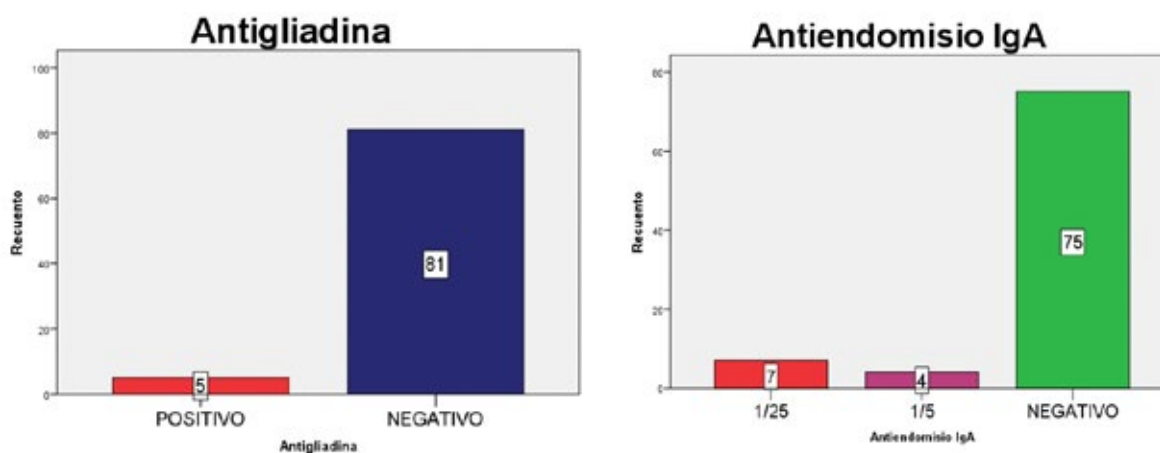 Antigliadina
100
80
60
40
20
0
Recuento
5
81
POSITIVO
NEGATIVO
Antigliadina
Antiendomisio IgA
80
60
40
20
0
Recuento
7
4
75
1/25
1/5
NEGATIVO
Antiendomisio IgA